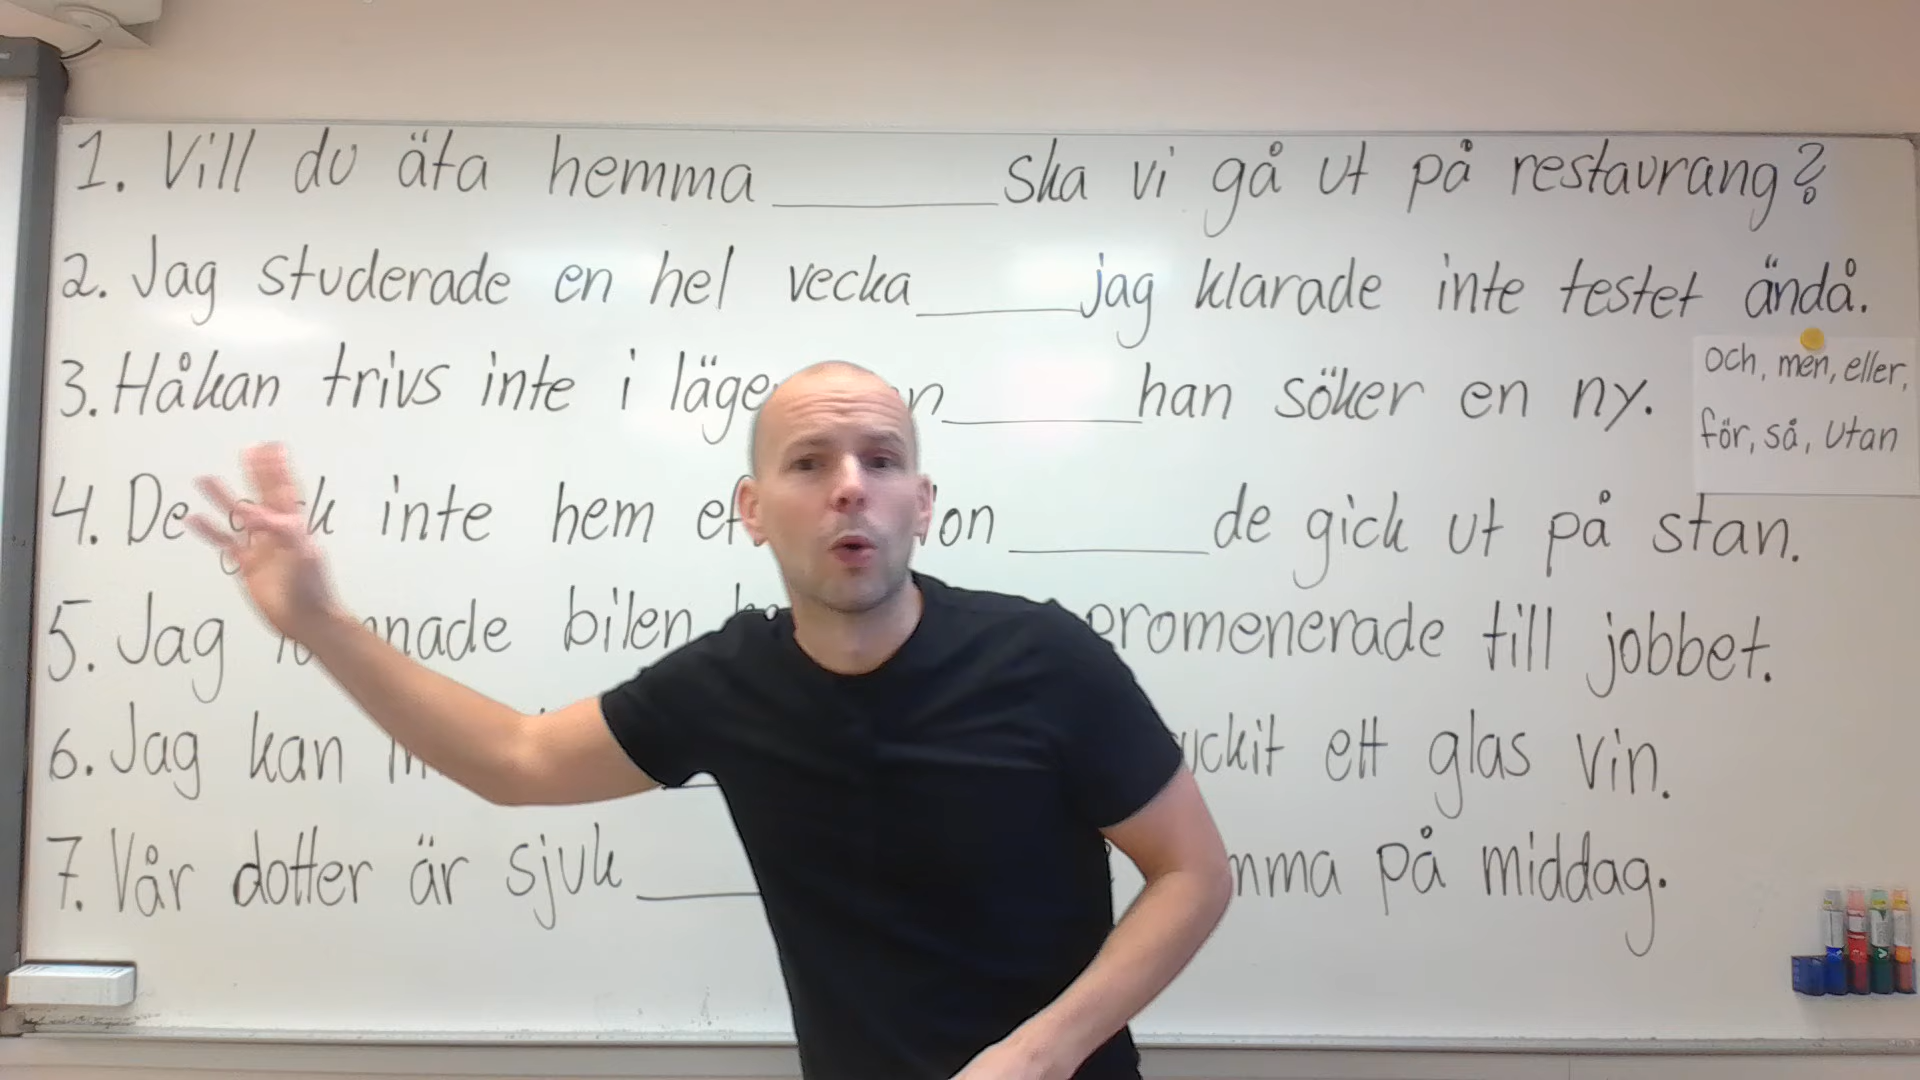 1. Vill du äta hemma ______ ska vi gå ut på restaurang?
2. Jag studerade en hel vecka ______ jag klarade inte testet ändå.
3. Håkan trivs inte i ______ han söker en ny.
4. De inte hem ______ de gick ut på stan.
5. Jag bilen promenerade till jobbet.
6. Jag kan ett glas vin.
7. Vår dotter är sjuk ______ på middag.
och, men, eller,
för, så, utan